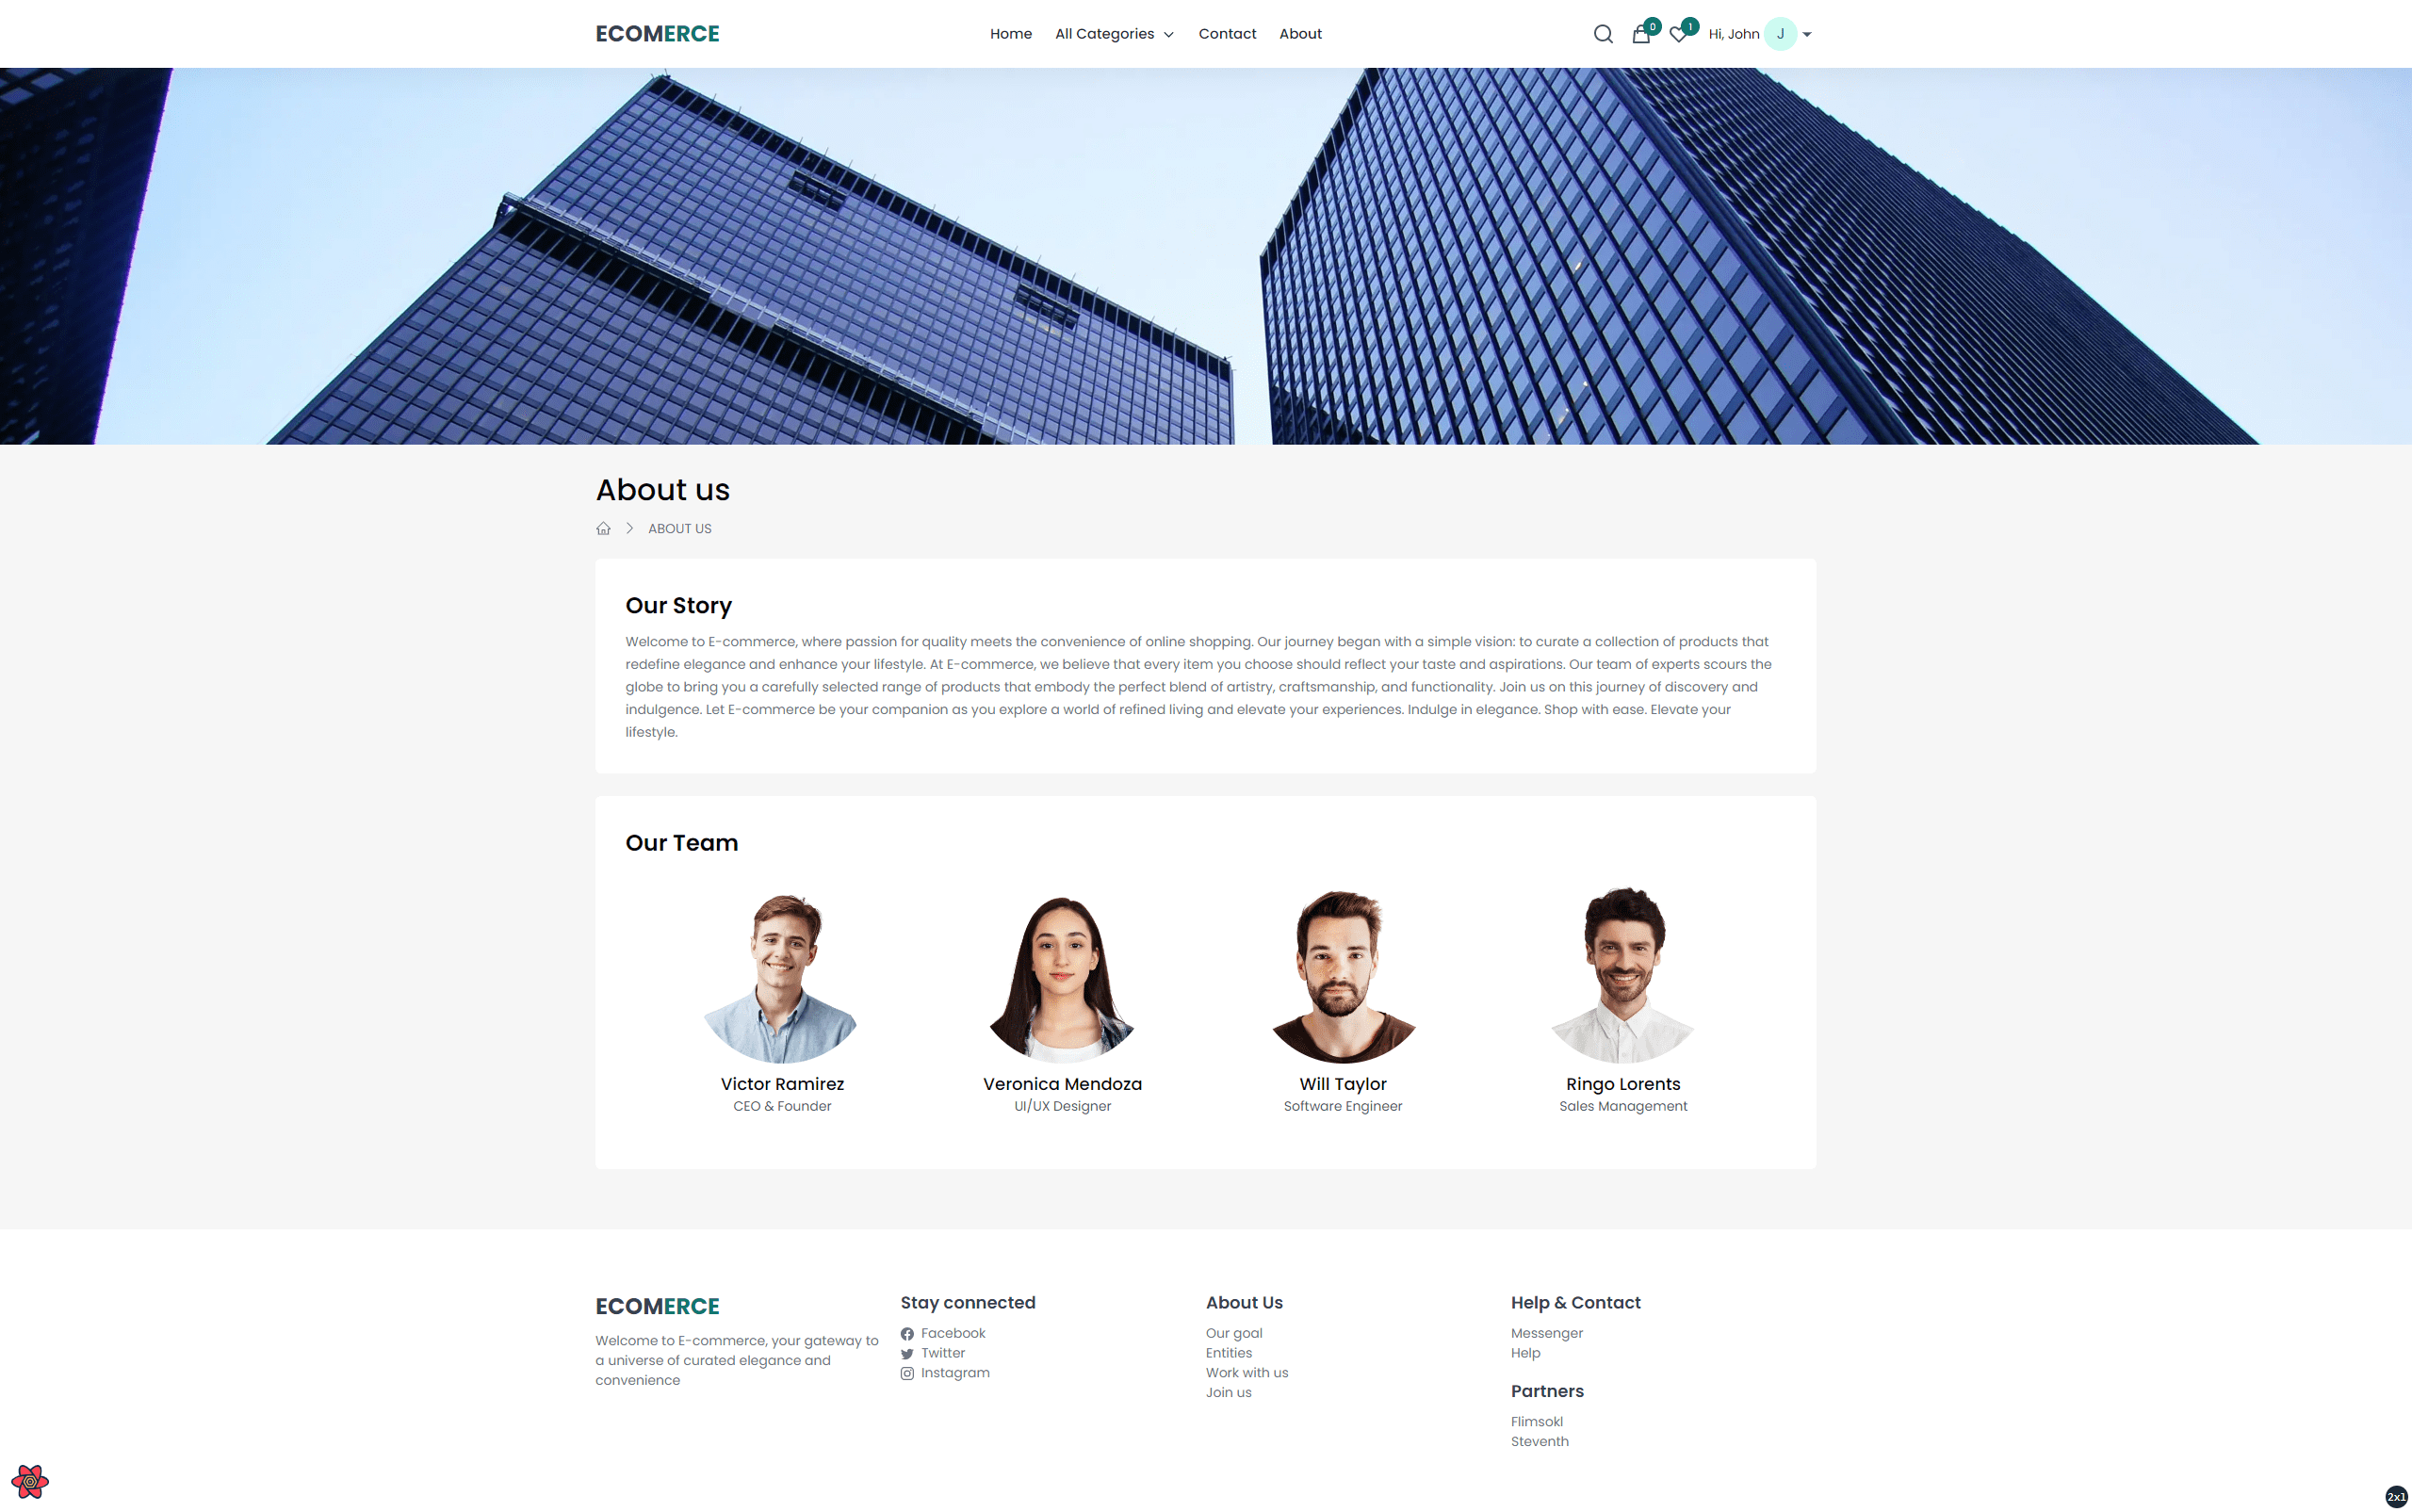 ECOMERCE
Home All Categories Contact About
0
1
Hi, John J
About us
ABOUT US
Our Story
Welcome to E-commerce, where passion for quality meets the convenience of online shopping. Our journey began with a simple vision: to curate a collection of products that
redefine elegance and enhance your lifestyle. At E-commerce, we believe that every item you choose should reflect your taste and aspirations. Our team of experts scours the
globe to bring you a carefully selected range of products that embody the perfect blend of artistry, craftsmanship, and functionality. Join us on this journey of discovery and
indulgence. Let E-commerce be your companion as you explore a world of refined living and elevate your experiences. Indulge in elegance. Shop with ease. Elevate your
lifestyle.
Our Team
Victor Ramirez
CEO & Founder
Veronica Mendoza
UI/UX Designer
Will Taylor
Software Engineer
Ringo Lorents
Sales Management
ECOMERCE
Welcome to E-commerce, your gateway to
a universe of curated elegance and
convenience
Stay connected
Facebook
Twitter
Instagram
About Us
Our goal
Entities
Work with us
Join us
Help & Contact
Messenger
Help
Partners
Flimsokl
Steventh
2x1